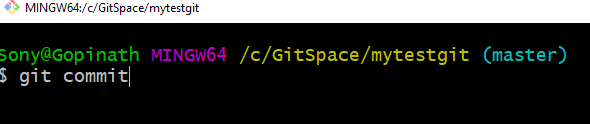 MINGW64:/c/GitSpace/mytestgit
Sony@Gopinath MINGW64 /c/GitSpace/mytestgit (master)
$ git commit